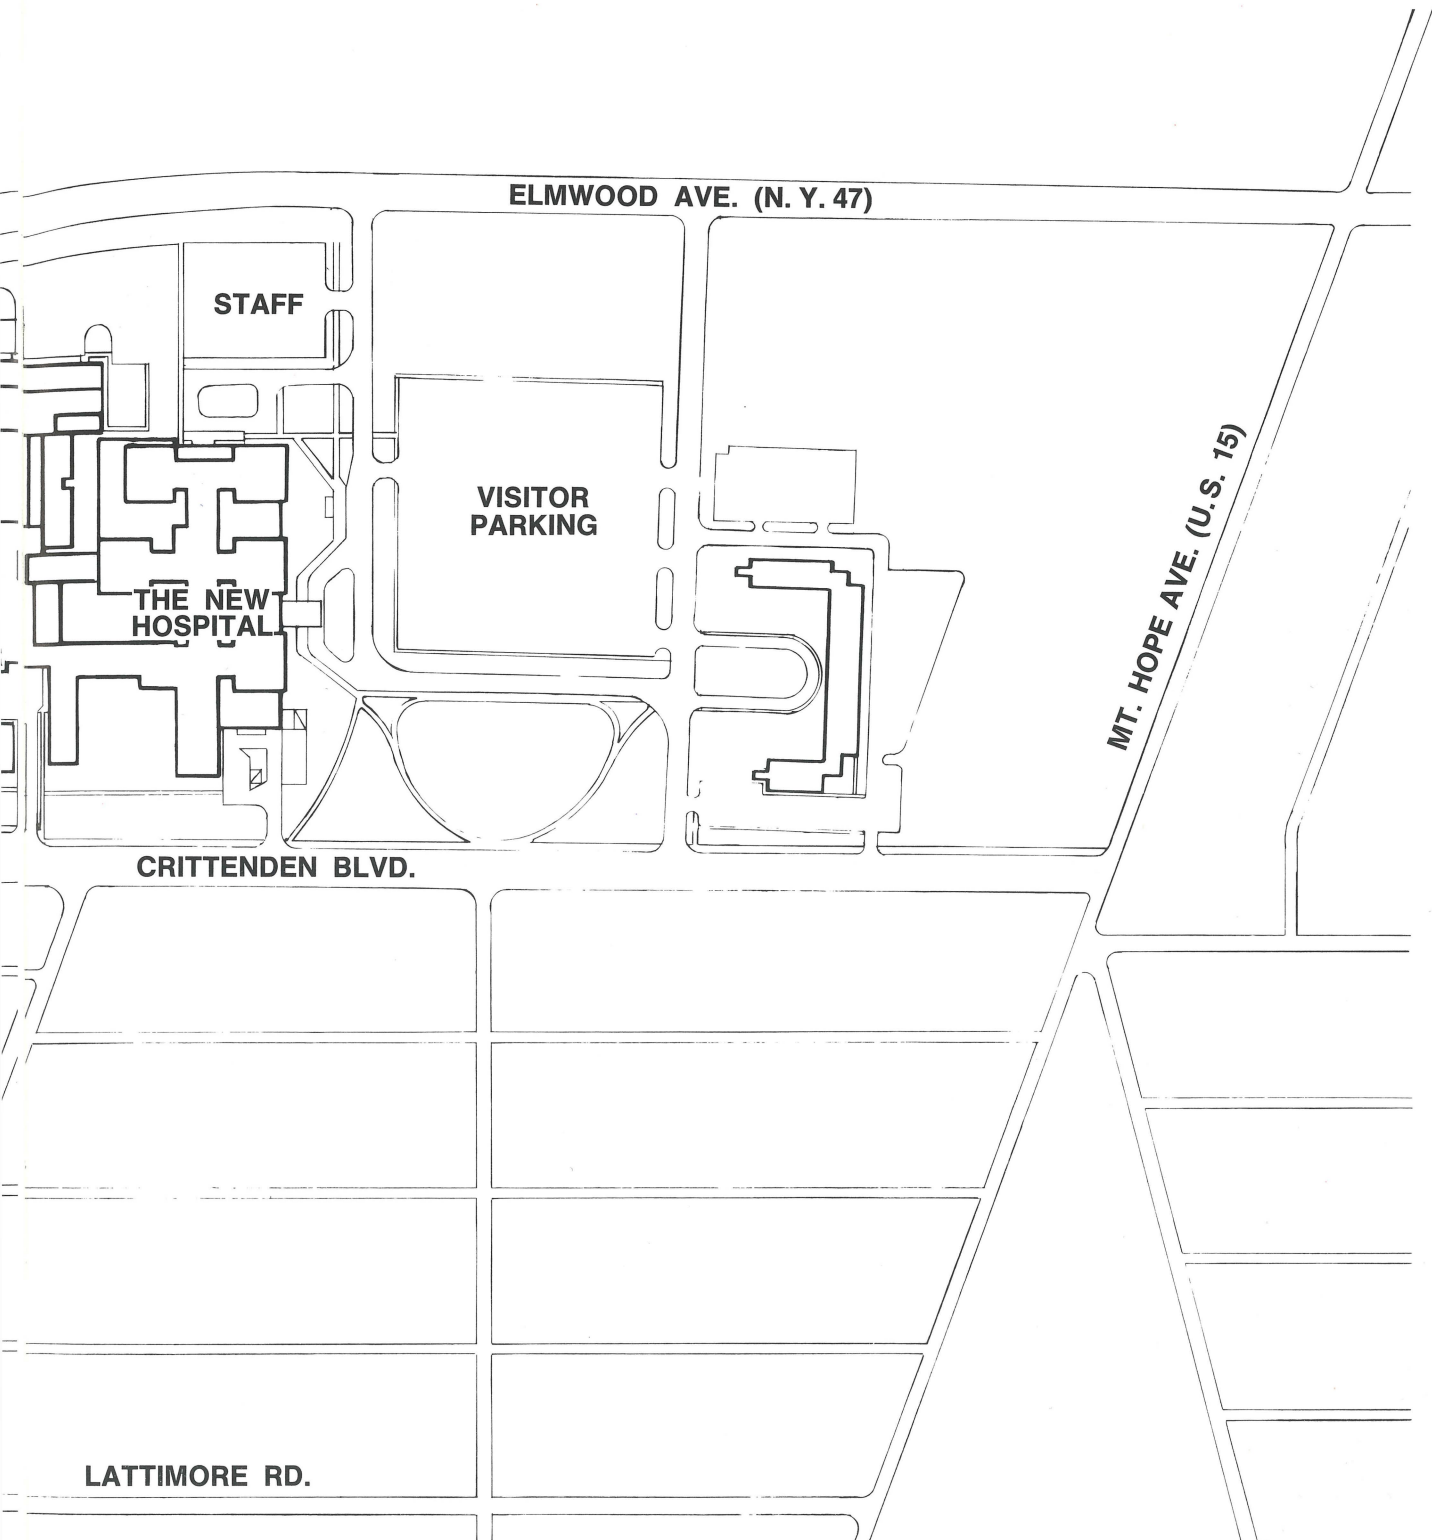 ELMWOOD AVE. (N. Y. 47)
STAFF
VISITOR
PARKING
MT. HOPE AVE. (U.S. 15)
THE NEW
HOSPITAL
CRITTENDEN BLVD.
LATTIMORE RD.